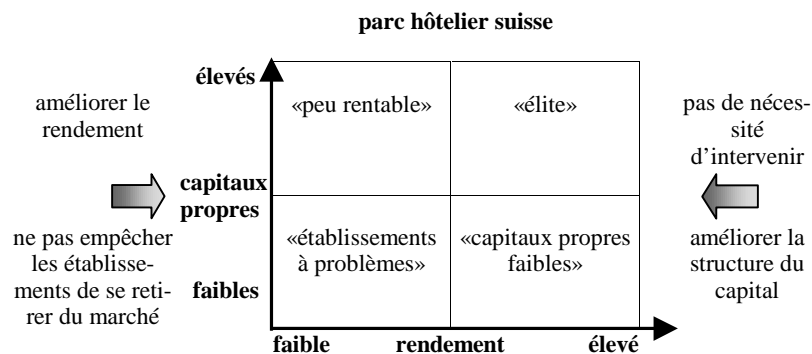 parc hôtelier suisse
élevés
améliorer le
rendement
«peu rentable»
«élite»
pas de néces-
sité
d’intervenir
capitaux
propres
ne pas empêcher
les établisse-
ments de se reti-
rer du marché
«établissements
à problèmes»
«capitaux propres
faibles»
améliorer la
structure du
capital
faibles
faible rendement élevé